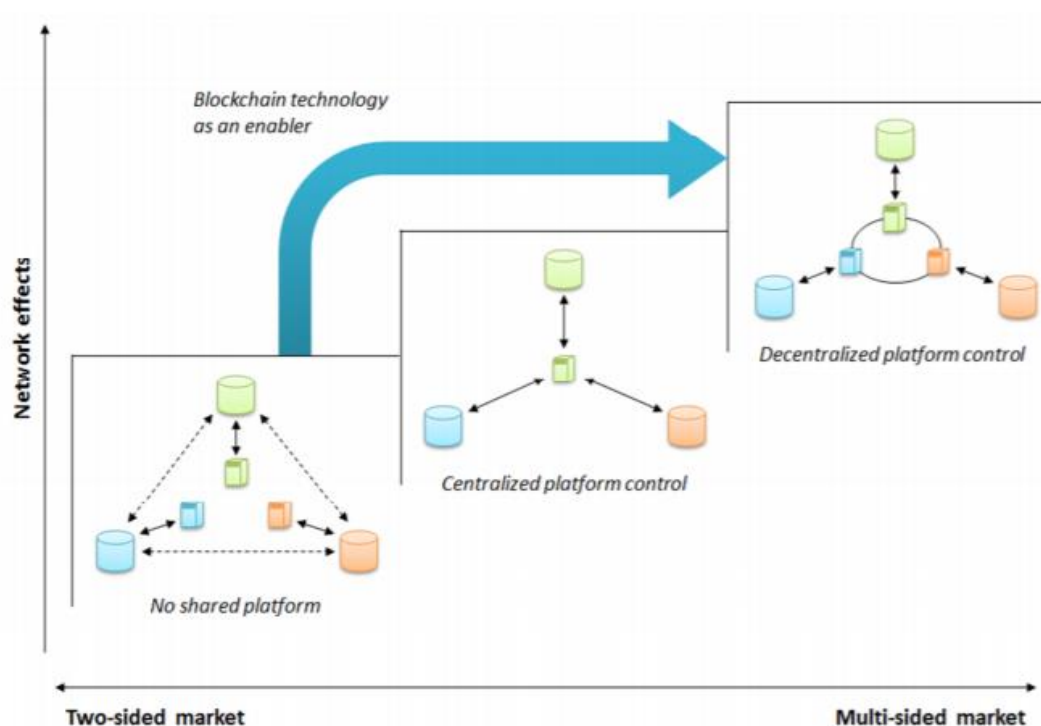 Blockchain technology
as an enabler
Network effects
Decentralized platform control
Centralized platform control
No shared platform
Two-sided market
Multi-sided market